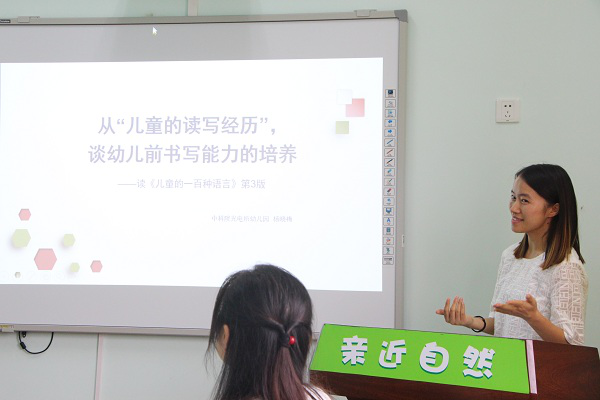 从“儿童的读写经历”，
谈幼儿前书写能力的培养
——读《儿童的一百种语言》第3版
亲近自然